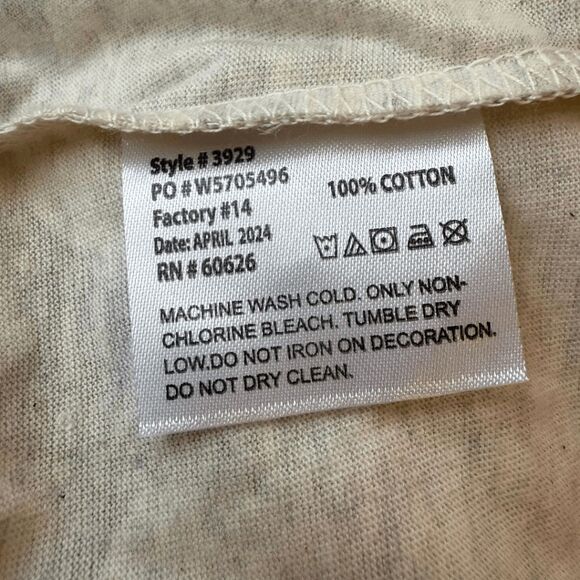 Style # 3929
PO # W5705496
Factory #14
Date: APRIL 2024
RN # 60626
100% COTTON
MACHINE WASH COLD. ONLY NON-
CHLORINE BLEACH. TUMBLE DRY
LOW.DO NOT IRON ON DECORATION.
DO NOT DRY CLEAN.